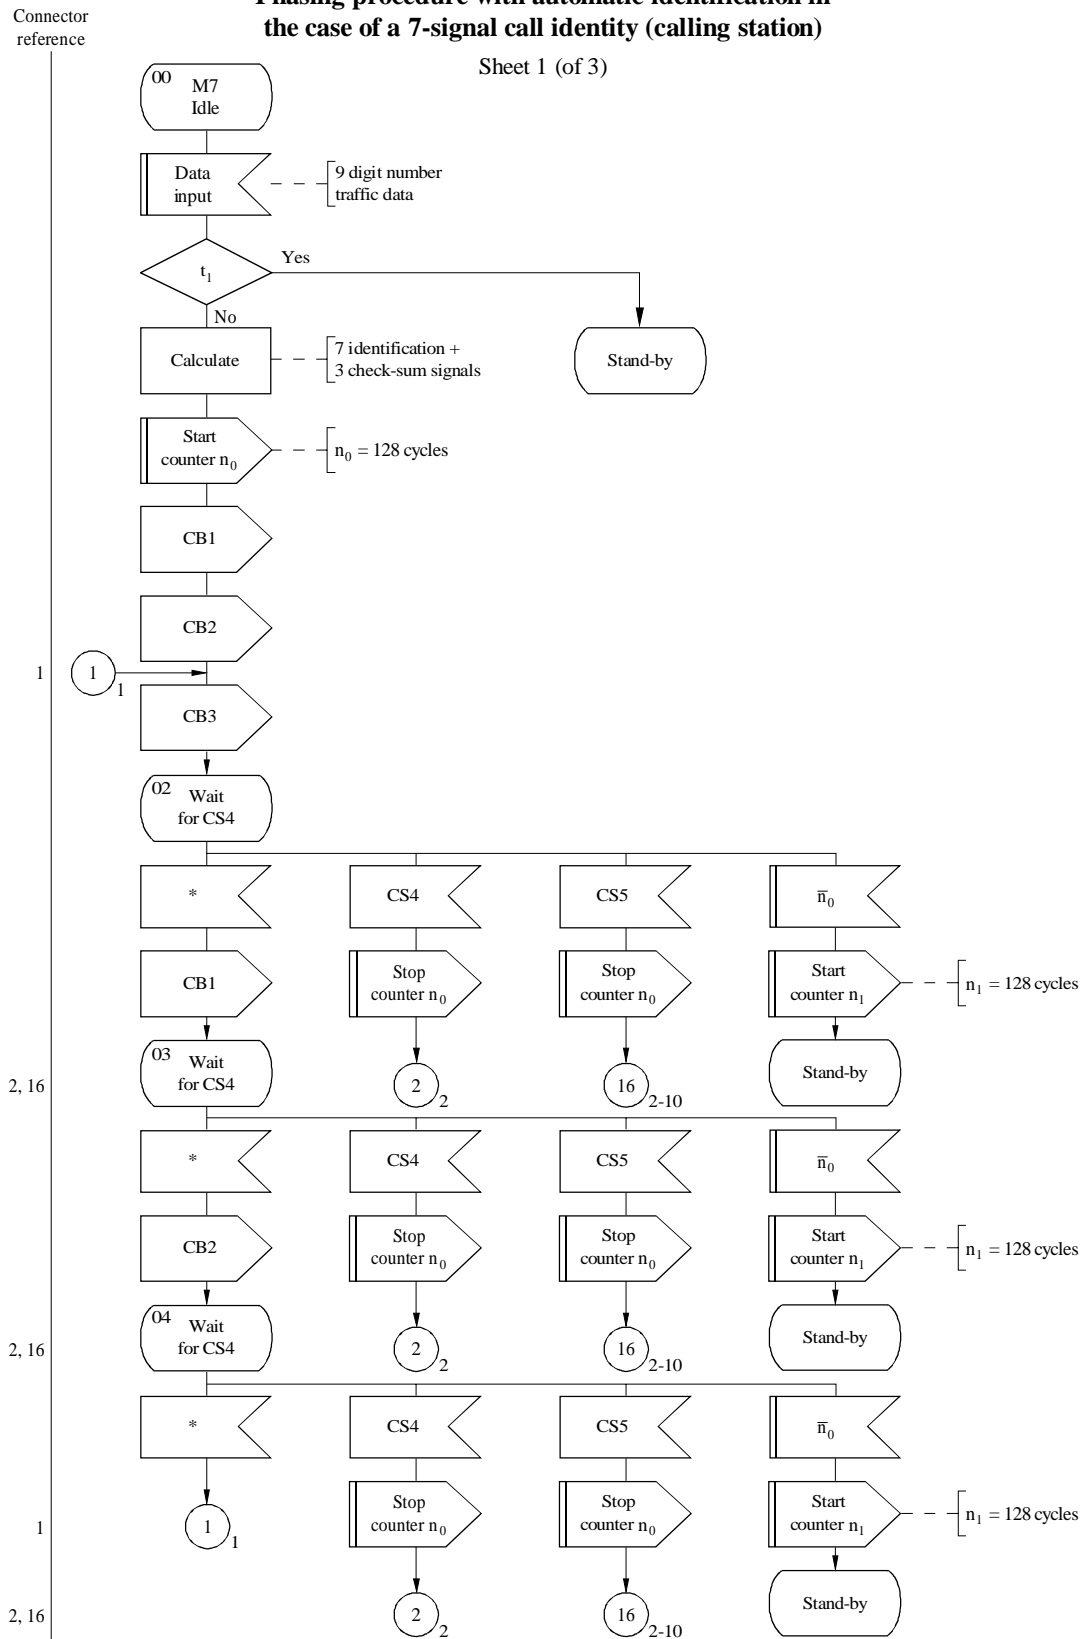 Connector
reference
Phasing procedure with automatic identification in
the case of a 7-signal call identity (calling station)
Sheet 1 (of 3)
00 M7
Idle
Data
input
9 digit number
traffic data
t₁
Yes
No
Calculate
7 identification +
3 check-sum signals
Stand-by
Start
counter n₀
n₀ = 128 cycles
CB1
CB2
1
1
1
CB3
02 Wait
for CS4
*
CS4
CS5
n̅₀
CB1
Stop
counter n₀
Stop
counter n₀
Start
counter n₁
n₁ = 128 cycles
03 Wait
for CS4
2, 16
2
2
16
2-10
Stand-by
*
CS4
CS5
n̅₀
CB2
Stop
counter n₀
Stop
counter n₀
Start
counter n₁
n₁ = 128 cycles
04 Wait
for CS4
2, 16
2
2
16
2-10
Stand-by
*
CS4
CS5
n̅₀
1
1
1
Stop
counter n₀
Stop
counter n₀
Start
counter n₁
n₁ = 128 cycles
2, 16
2
2
16
2-10
Stand-by